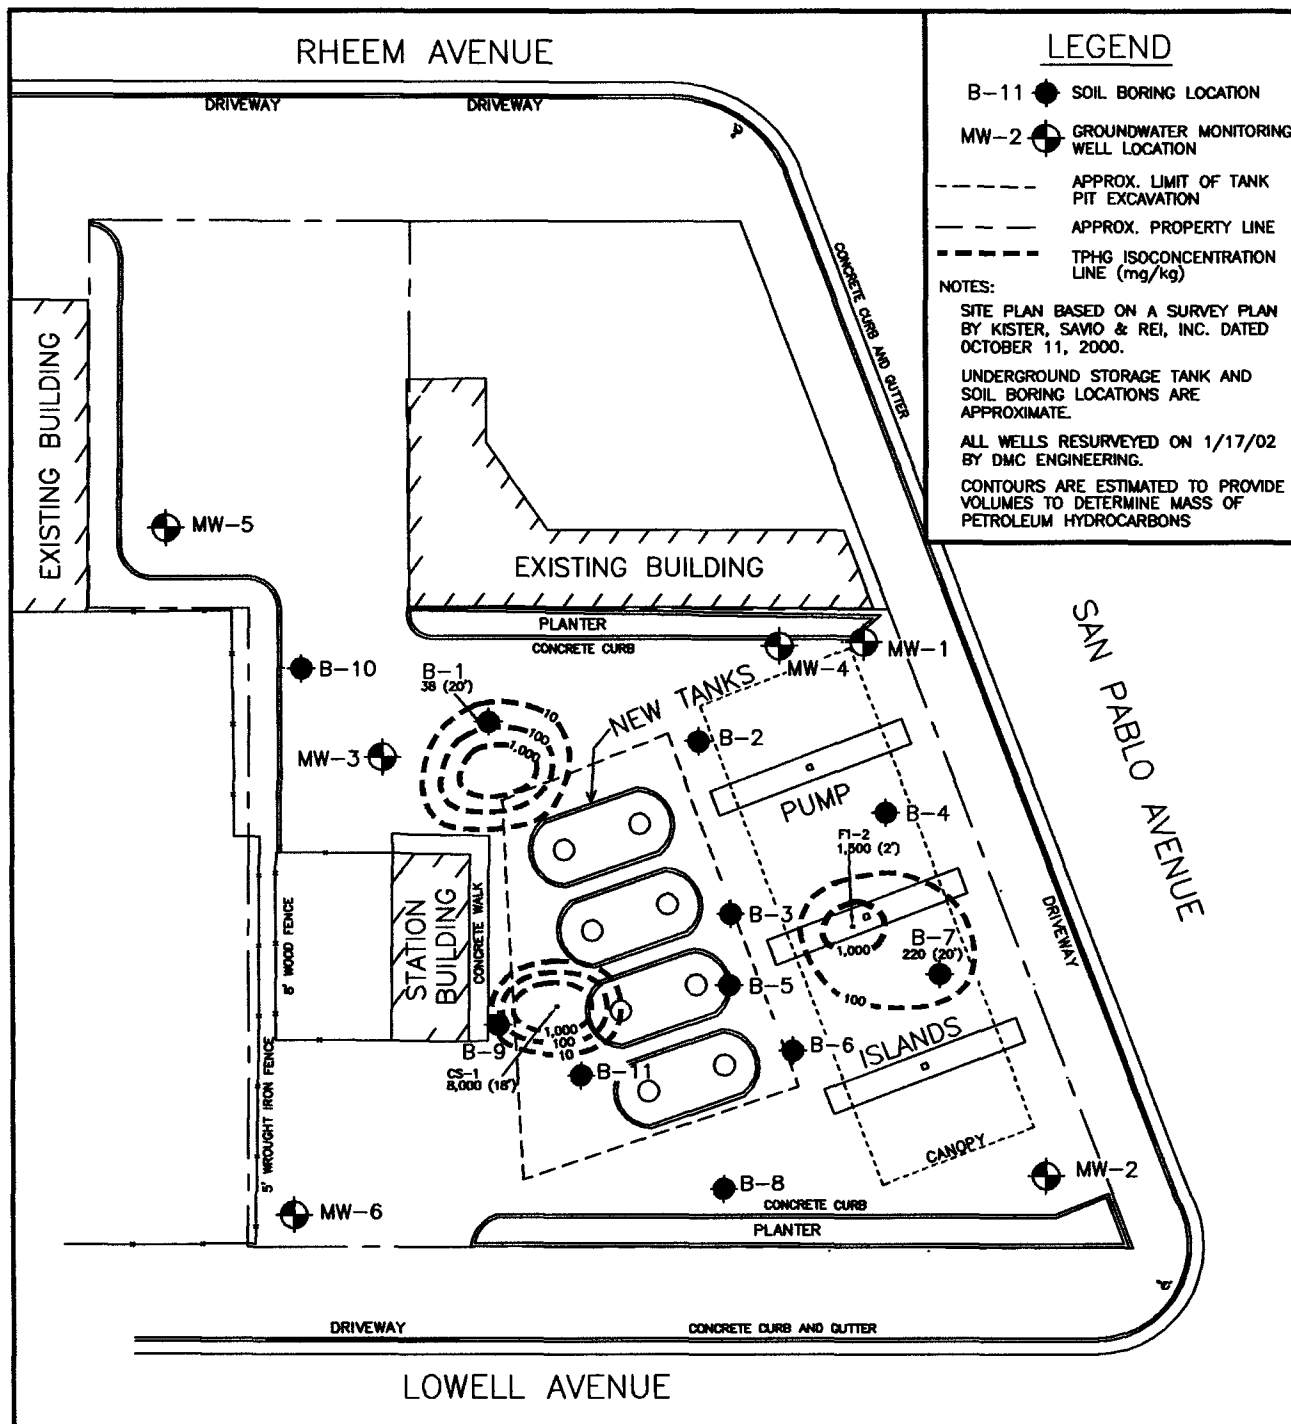 RHEEM AVENUE
DRIVEWAY
DRIVEWAY
LEGEND
B-11
SOIL BORING LOCATION
MW-2
GROUNDWATER MONITORING
WELL LOCATION
APPROX. LIMIT OF TANK
PIT EXCAVATION
APPROX. PROPERTY LINE
TPHG ISOCONCENTRATION
LINE (mg/kg)
NOTES:
SITE PLAN BASED ON A SURVEY PLAN
BY KISTER, SAVIO & REI, INC. DATED
OCTOBER 11, 2000.
UNDERGROUND STORAGE TANK AND
SOIL BORING LOCATIONS ARE
APPROXIMATE.
ALL WELLS RESURVEYED ON 1/17/02
BY DMC ENGINEERING.
CONTOURS ARE ESTIMATED TO PROVIDE
VOLUMES TO DETERMINE MASS OF
PETROLEUM HYDROCARBONS
CONCRETE CURB AND GUTTER
EXISTING BUILDING
MW-5
EXISTING BUILDING
PLANTER
CONCRETE CURB
MW-4
MW-1
SAN PABLO AVENUE
B-10
B-1
38 (20')
10
100
1,000
MW-3
NEW TANKS
B-2
PUMP
B-4
F1-2
1,500 (2')
B-3
1,000
B-7
220 (20')
100
DRIVEWAY
6' WOOD FENCE
STATION
BUILDING
CONCRETE WALK
B-5
B-9
1,000
100
10
CS-1
8,000 (18')
B-11
B-6
ISLANDS
5' WROUGHT IRON FENCE
CANOPY
MW-2
B-8
CONCRETE CURB
PLANTER
MW-6
DRIVEWAY
CONCRETE CURB AND GUTTER
LOWELL AVENUE